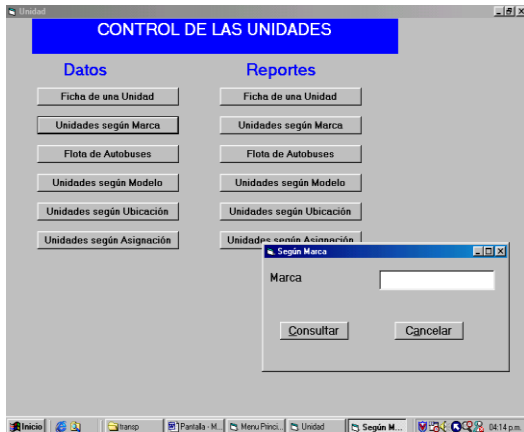 Unidad
CONTROL DE LAS UNIDADES
Datos Reportes
Ficha de una Unidad Ficha de una Unidad
Unidades según Marca Unidades según Marca
Flota de Autobuses Flota de Autobuses
Unidades según Modelo Unidades según Modelo
Unidades según Ubicación Unidades según Ubicación
Unidades según Asignación Unidades según Asignación
Según Marca
Marca
Consultar Cancelar
Inicio transp Pantalla - M... Menu Princi... Unidad Según M... 04:14 p.m.